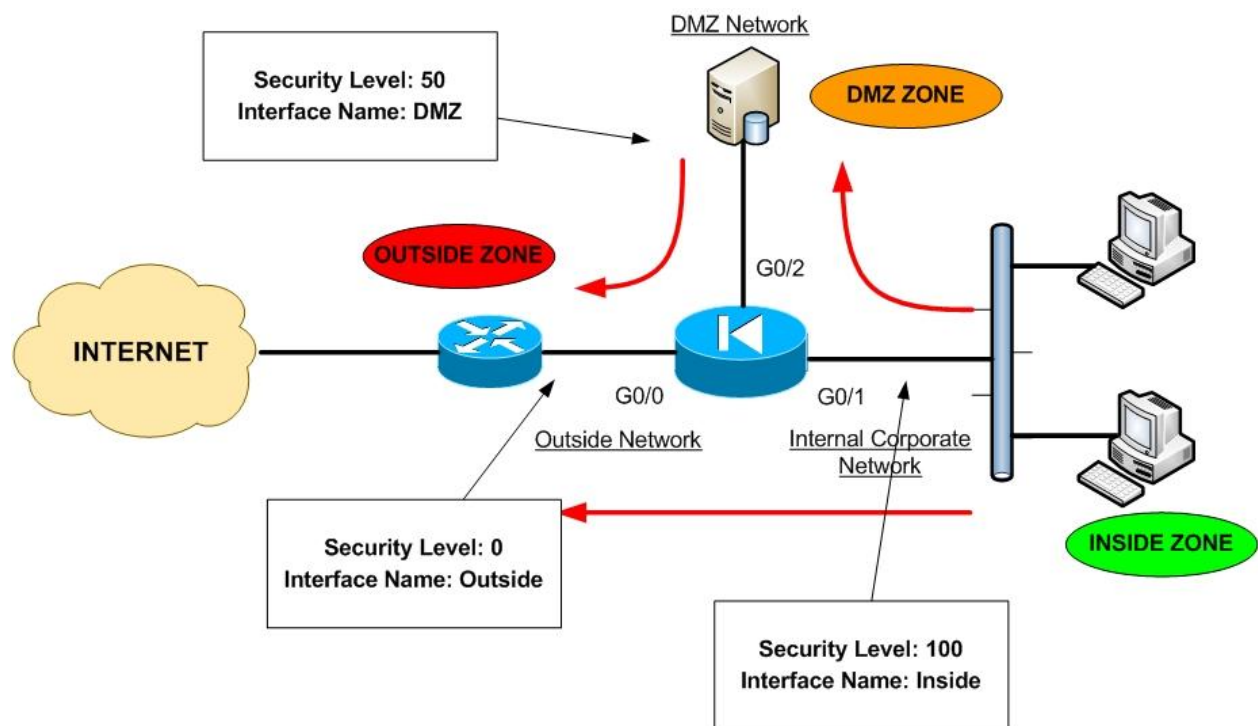 DMZ Network
Security Level: 50
Interface Name: DMZ
DMZ ZONE
OUTSIDE ZONE
G0/2
INTERNET
G0/0
G0/1
Outside Network
Internal Corporate
Network
Security Level: 0
Interface Name: Outside
INSIDE ZONE
Security Level: 100
Interface Name: Inside